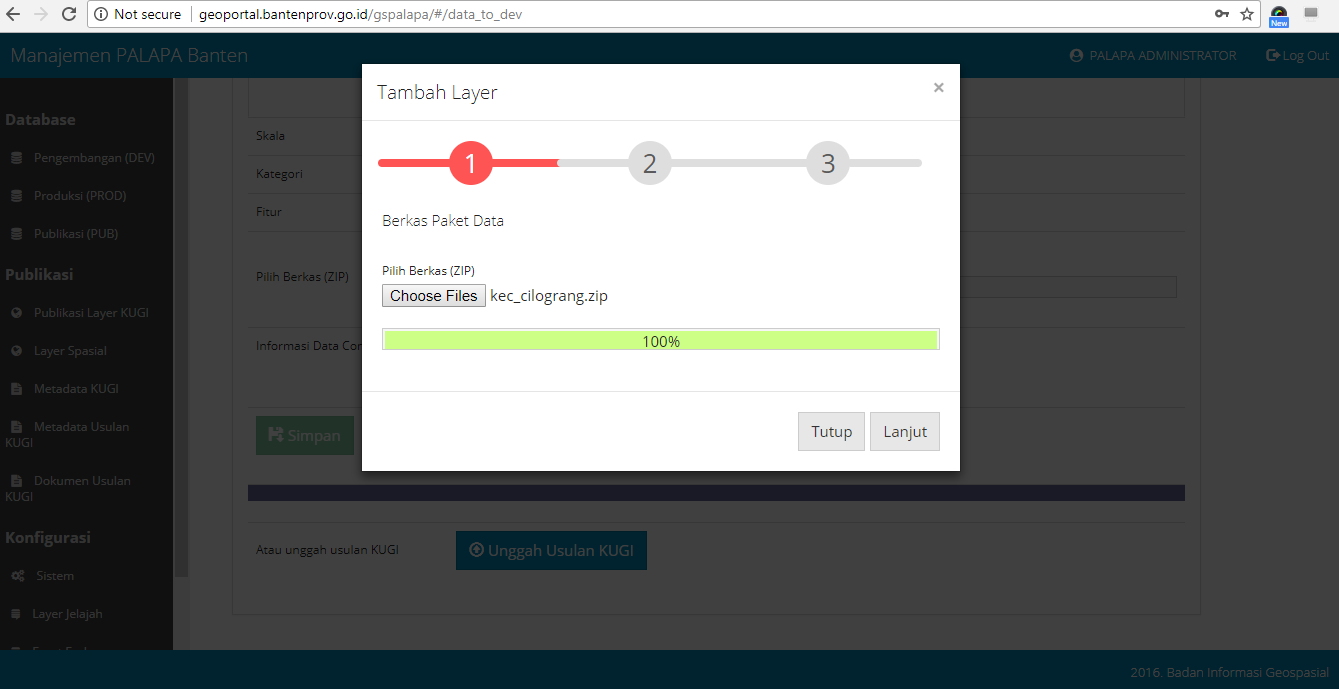 Not secure | geoportal.bantenprov.go.id/gspalapa/#/data_to_dev
New
Manajemen PALAPA Banten
PALAPA ADMINISTRATOR
Log Out
Database
Pengembangan (DEV)
Produksi (PROD)
Publikasi (PUB)
Publikasi
Publikasi Layer KUGI
Layer Spasial
Metadata KUGI
Metadata Usulan
KUGI
Dokumen Usulan
KUGI
Konfigurasi
Sistem
Layer Jelajah
Skala
Kategori
Fitur
Pilih Berkas (ZIP)
Informasi Data Con
Simpan
Atau unggah usulan KUGI
Unggah Usulan KUGI
Tambah Layer
×
1 2 3
Berkas Paket Data
Pilih Berkas (ZIP)
Choose Files kec_cilograng.zip
100%
Tutup Lanjut
2016. Badan Informasi Geospasial